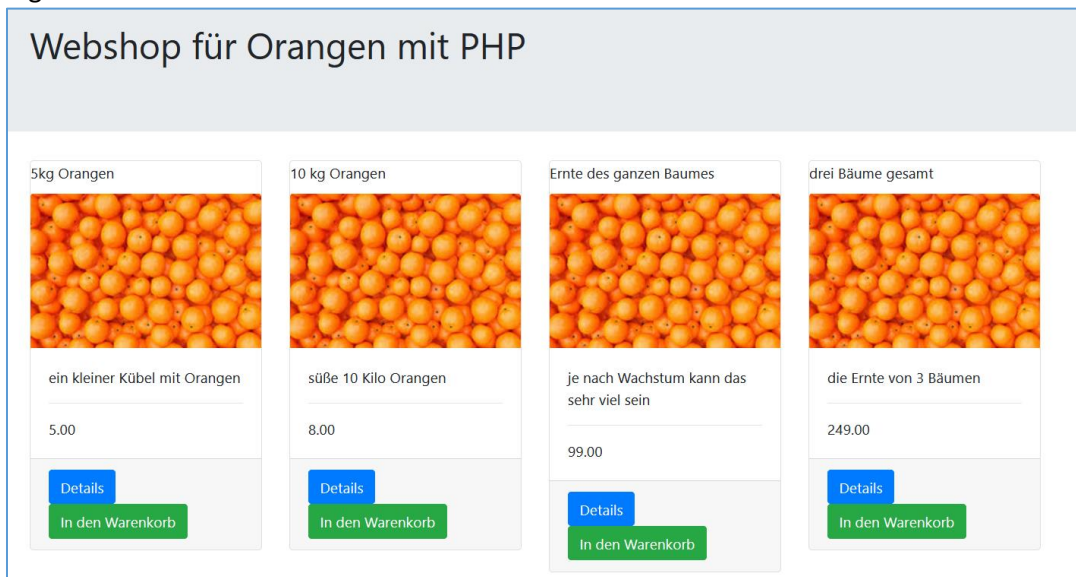 Webshop für Orangen mit PHP
5kg Orangen
ein kleiner Kübel mit Orangen
5.00
Details
In den Warenkorb
10 kg Orangen
süße 10 Kilo Orangen
8.00
Details
In den Warenkorb
Ernte des ganzen Baumes
je nach Wachstum kann das
sehr viel sein
99.00
Details
In den Warenkorb
drei Bäume gesamt
die Ernte von 3 Bäumen
249.00
Details
In den Warenkorb